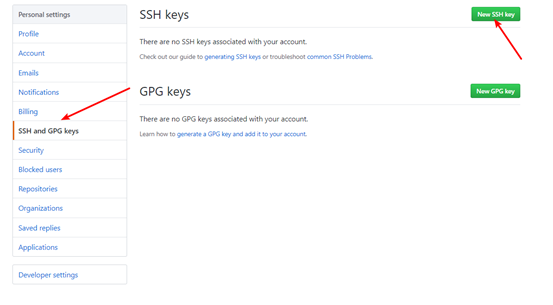 Personal settings
Profile
Account
Emails
Notifications
Billing
SSH and GPG keys
Security
Blocked users
Repositories
Organizations
Saved replies
Applications
Developer settings
SSH keys
New SSH key
There are no SSH keys associated with your account.
Check out our guide to generating SSH keys or troubleshoot common SSH Problems.
GPG keys
New GPG key
There are no GPG keys associated with your account.
Learn how to generate a GPG key and add it to your account.